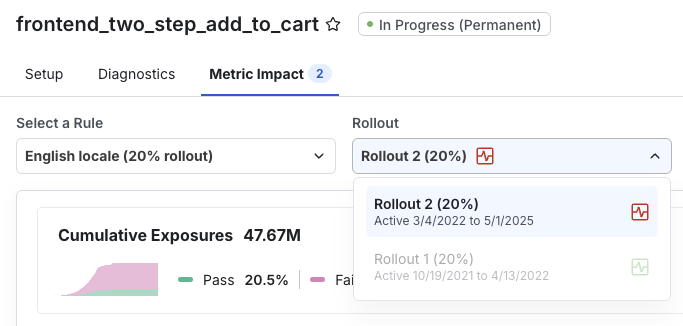 frontend_two_step_add_to_cart
In Progress (Permanent)
Setup
Diagnostics
Metric Impact 2
Select a Rule
Rollout
English locale (20% rollout)
Rollout 2 (20%)
Rollout 2 (20%)
Active 3/4/2022 to 5/1/2025
Rollout 1 (20%)
Active 10/19/2021 to 4/13/2022
Cumulative Exposures 47.67M
Pass 20.5%
Fai